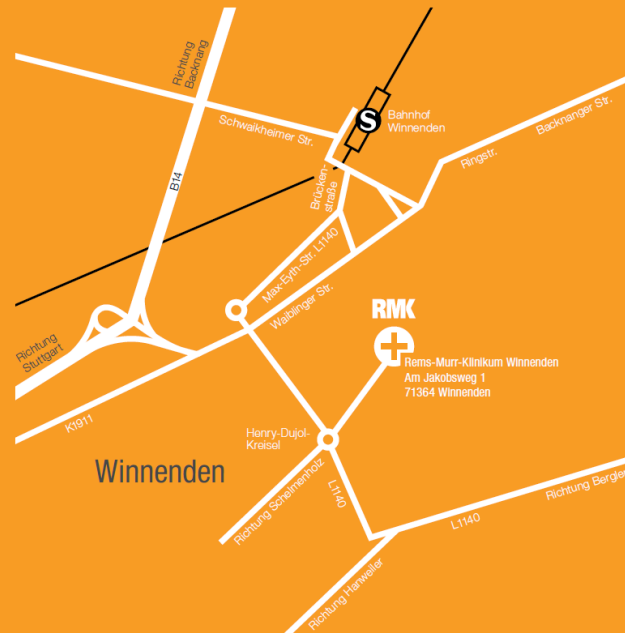 Richtung
Backnang
Schwaikheimer Str.
S
Bahnhof
Winnenden
Backnanger Str.
Ringstr.
B14
Brücken-
straße
Max-Eyth-Str. L1140
Waiblinger Str.
RMK
Rems-Murr-Klinikum Winnenden
Am Jakobsweg 1
71364 Winnenden
Richtung
Stuttgart
K1911
Henry-Dujol-
Kreisel
Winnenden
Richtung Schelmenholz
L1140
L1140
Richtung Bergler
Richtung Hanweiler